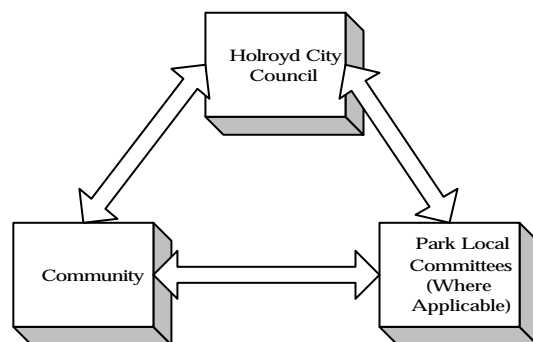 Holroyd City
Council
Community
Park Local
Committees
(Where
Applicable)